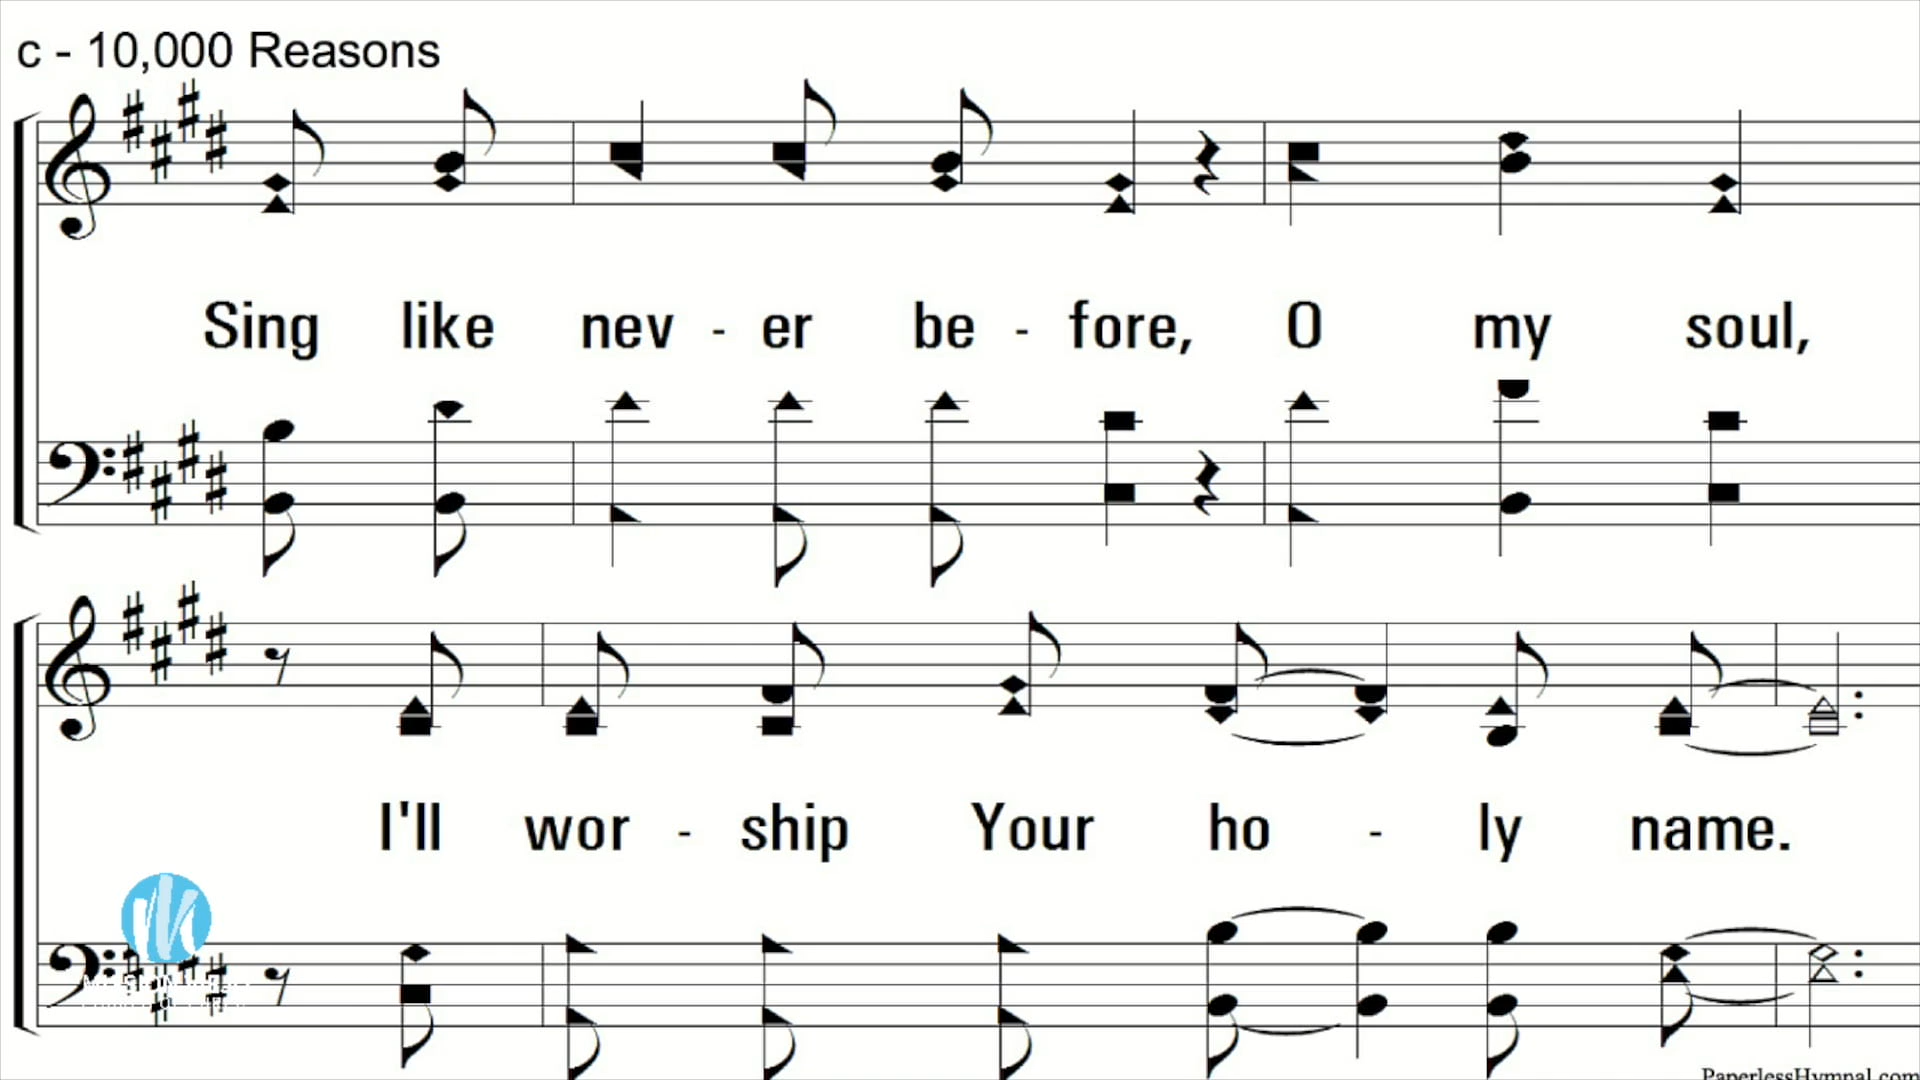 c - 10,000 Reasons
Sing like nev - er be - fore, O my soul,
I'll wor - ship Your ho - ly name.
PaperlessHymnal.com